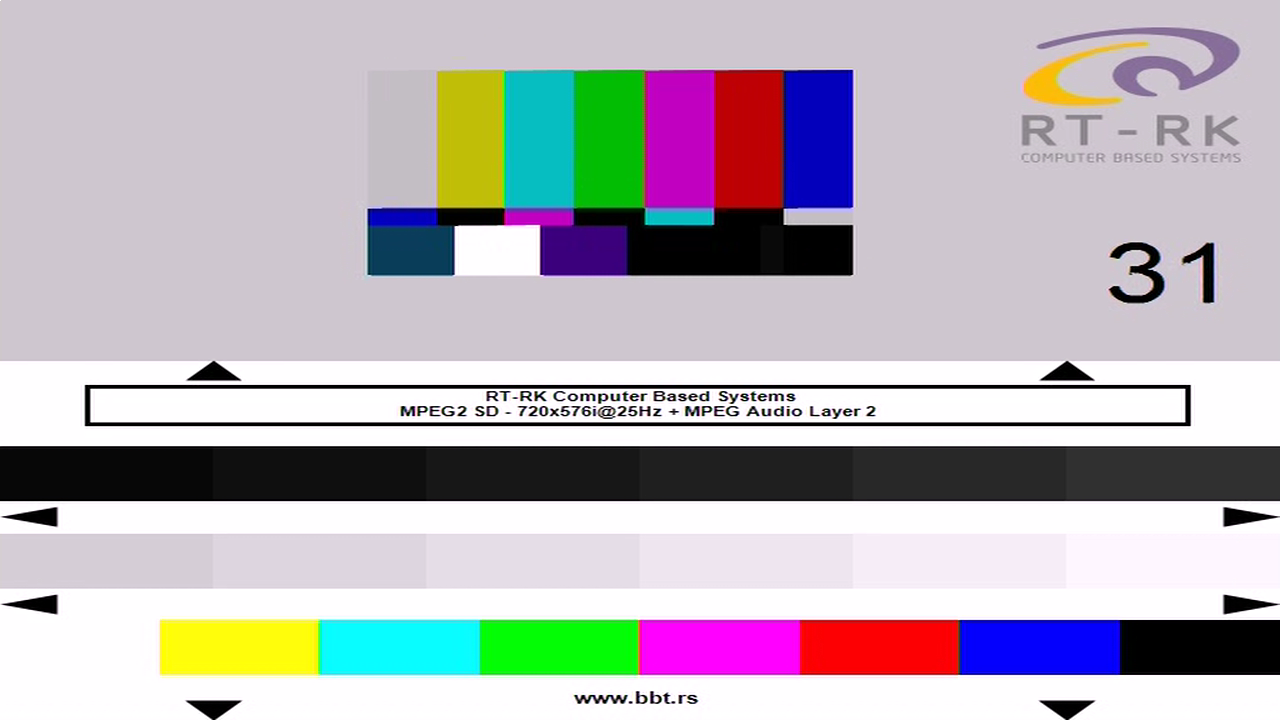 RT-RK
COMPUTER BASED SYSTEMS
31
RT-RK Computer Based Systems
MPEG2 SD - 720x576i@25Hz + MPEG Audio Layer 2
www.bbt.rs